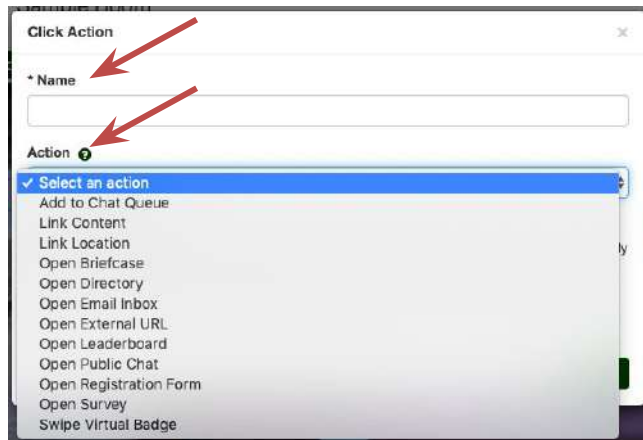 Click Action
* Name
Action ?
✓ Select an action
Add to Chat Queue
Link Content
Link Location
Open Briefcase
Open Directory
Open Email Inbox
Open External URL
Open Leaderboard
Open Public Chat
Open Registration Form
Open Survey
Swipe Virtual Badge